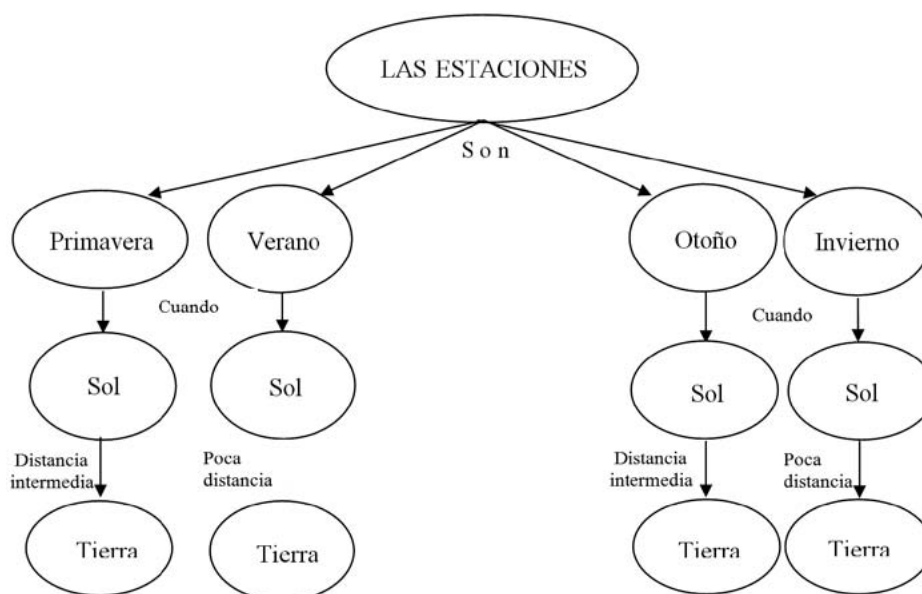 LAS ESTACIONES
S o n
Primavera
Verano
Otoño
Invierno
Cuando
Cuando
Sol
Sol
Sol
Sol
Distancia
intermedia
Poca
distancia
Distancia
intermedia
Poca
distancia
Tierra
Tierra
Tierra
Tierra